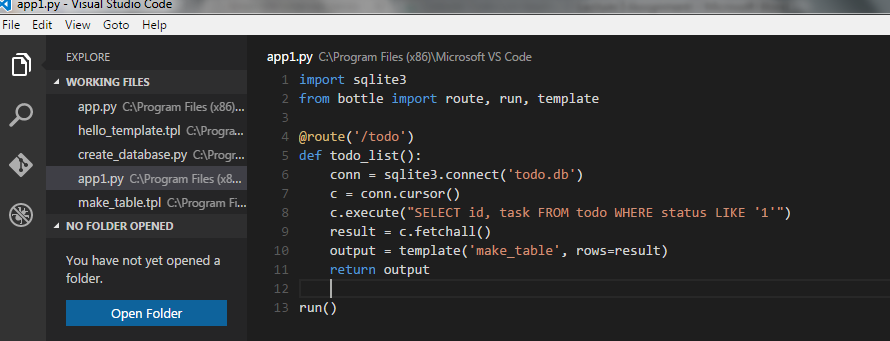 app1.py - Visual Studio Code
File Edit View Goto Help
EXPLORE
WORKING FILES
app.py C:\Program Files (x86)...
hello_template.tpl C:\Program...
create_database.py C:\Progr...
app1.py C:\Program Files (x8...
make_table.tpl C:\Program Fi...
NO FOLDER OPENED
You have not yet opened a
folder.
Open Folder
app1.py C:\Program Files (x86)\Microsoft VS Code
1 import sqlite3
2 from bottle import route, run, template
3
4 @route('/todo')
5 def todo_list():
6     conn = sqlite3.connect('todo.db')
7     c = conn.cursor()
8     c.execute("SELECT id, task FROM todo WHERE status LIKE '1'")
9     result = c.fetchall()
10     output = template('make_table', rows=result)
11     return output
12
13 run()